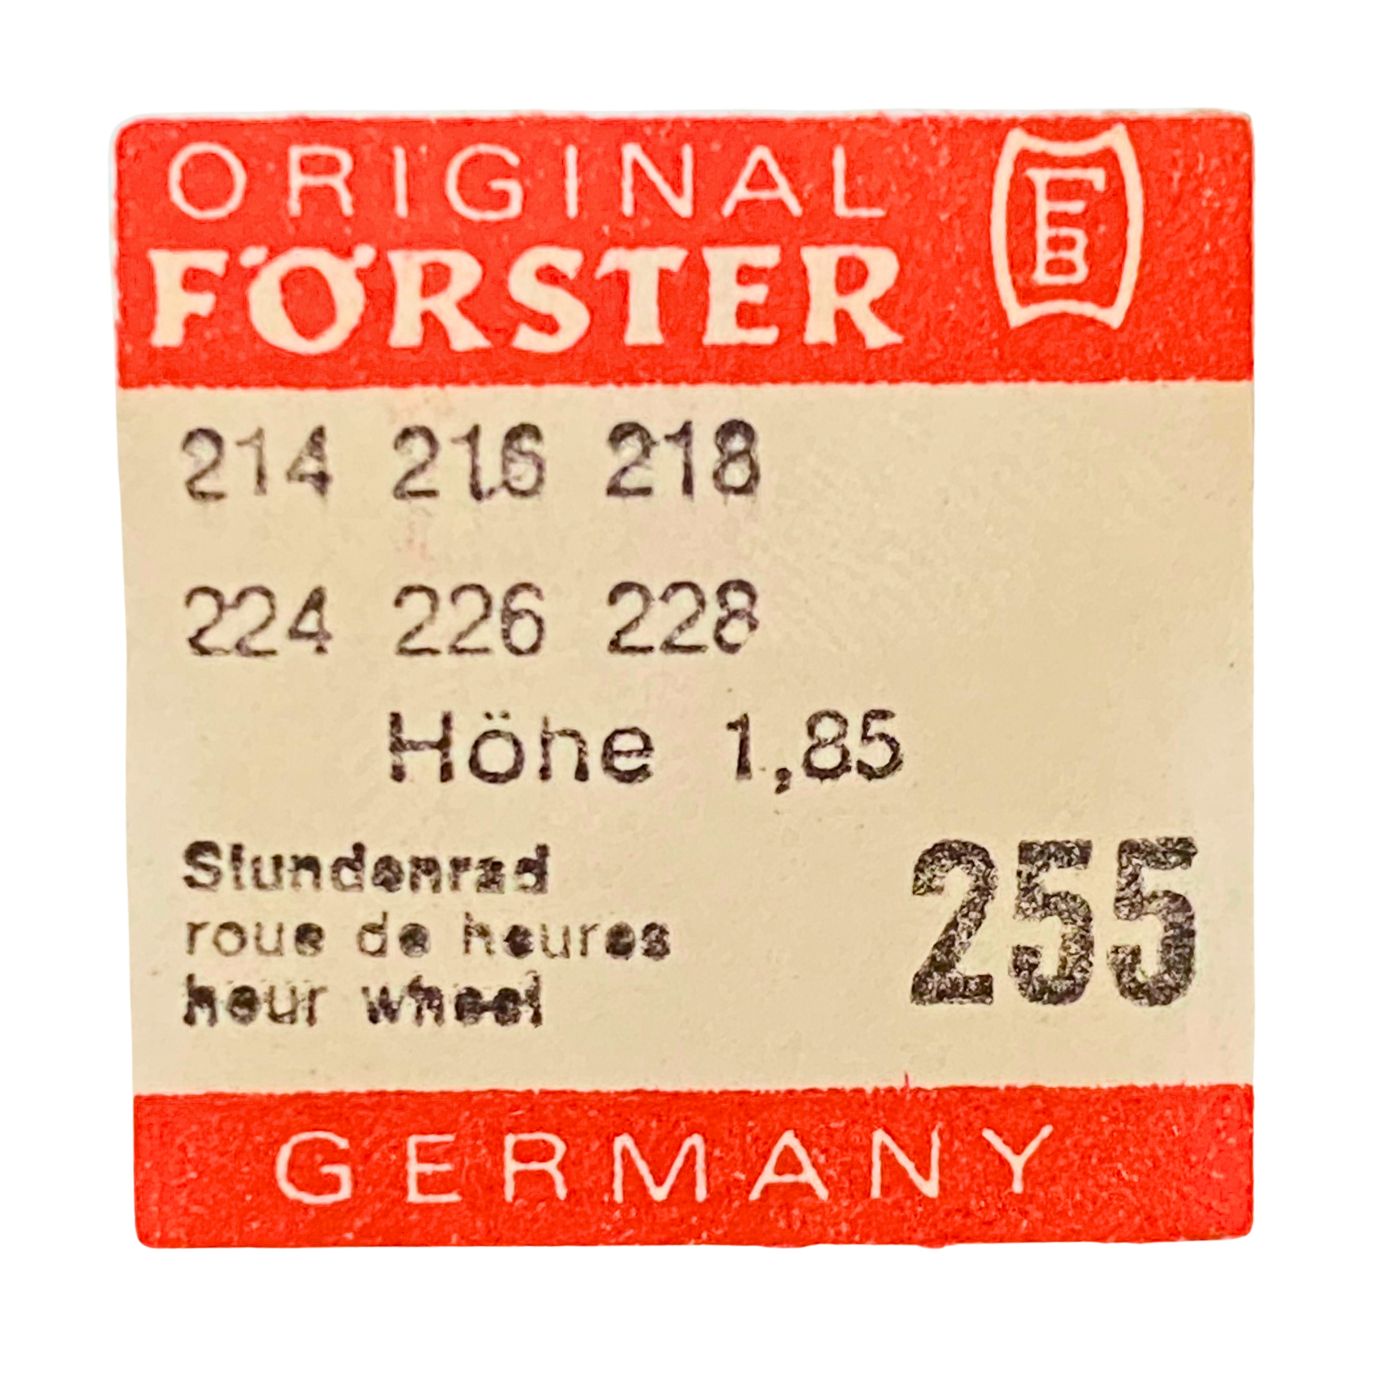 ORIGINAL
FÖRSTER
FB
214 216 218
224 226 228
Höhe 1,85
Stundenrad
roue de heures
hour wheel
255
GERMANY